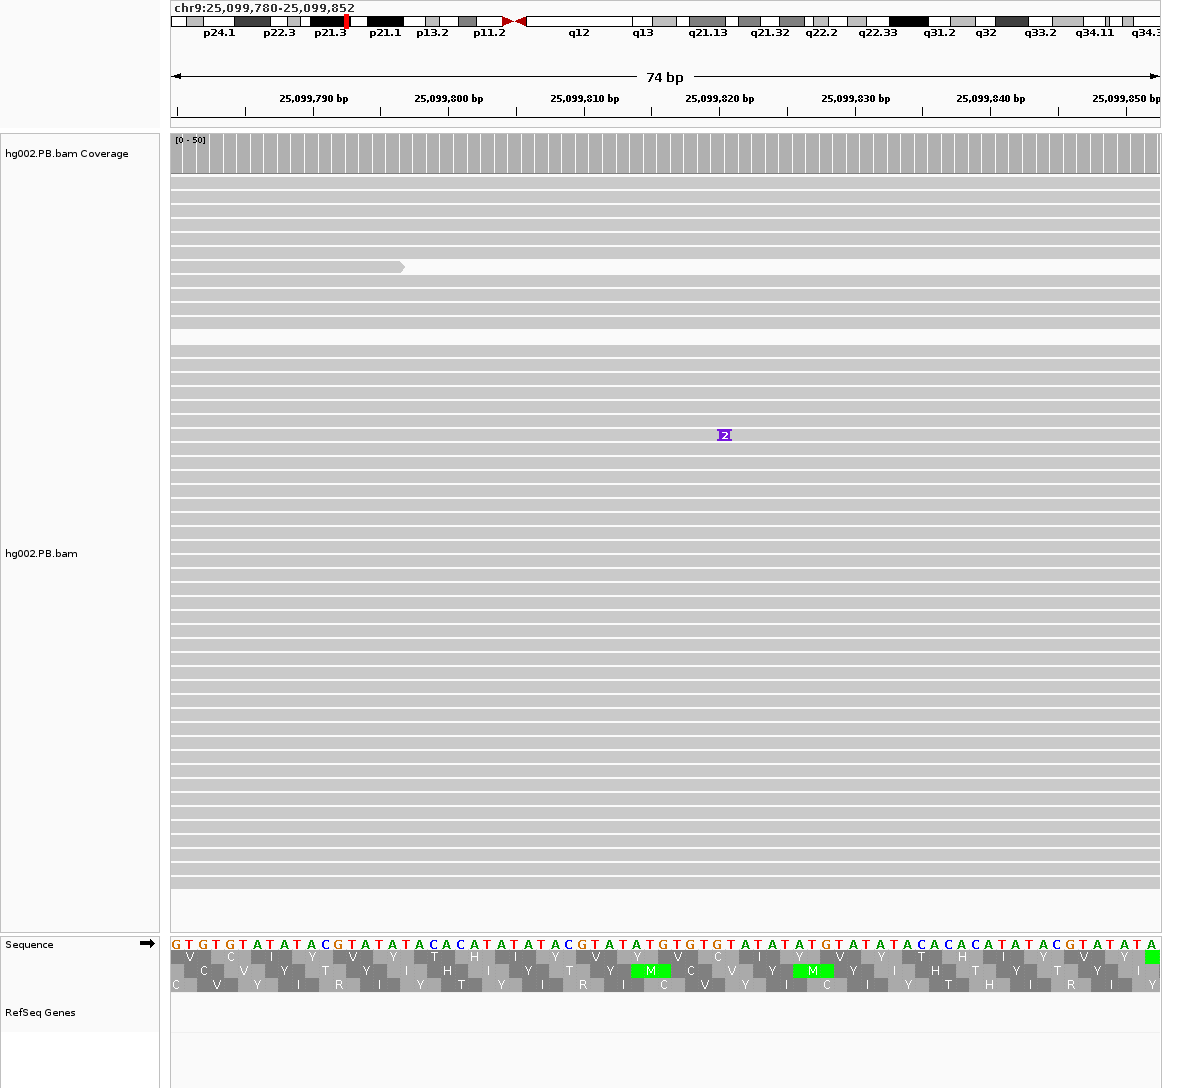 chr9:25,099,780-25,099,852
p24.1 p22.3 p21.3 p21.1 p13.2 p11.2 q12 q13 q21.13 q21.32 q22.2 q22.33 q31.2 q32 q33.2 q34.11 q34.3
74 bp
25,099,790 bp 25,099,800 bp 25,099,810 bp 25,099,820 bp 25,099,830 bp 25,099,840 bp 25,099,850 bp
[0 - 50]
hg002.PB.bam Coverage
2
hg002.PB.bam
Sequence
G T G T G T A T A T A C G T A T A T A C A C A T A T A T A C G T A T A T G T G T G T A T A T A T G T A T A T A C A C A C A T A T A C G T A T A T A
V C I Y V Y T H I Y V Y V C I Y V Y T H I Y V Y
C V Y T Y I H I Y T Y M C V Y M Y I H T Y T Y I
C V Y I R I Y T Y I R I C V Y I C I Y T H I R I Y
RefSeq Genes